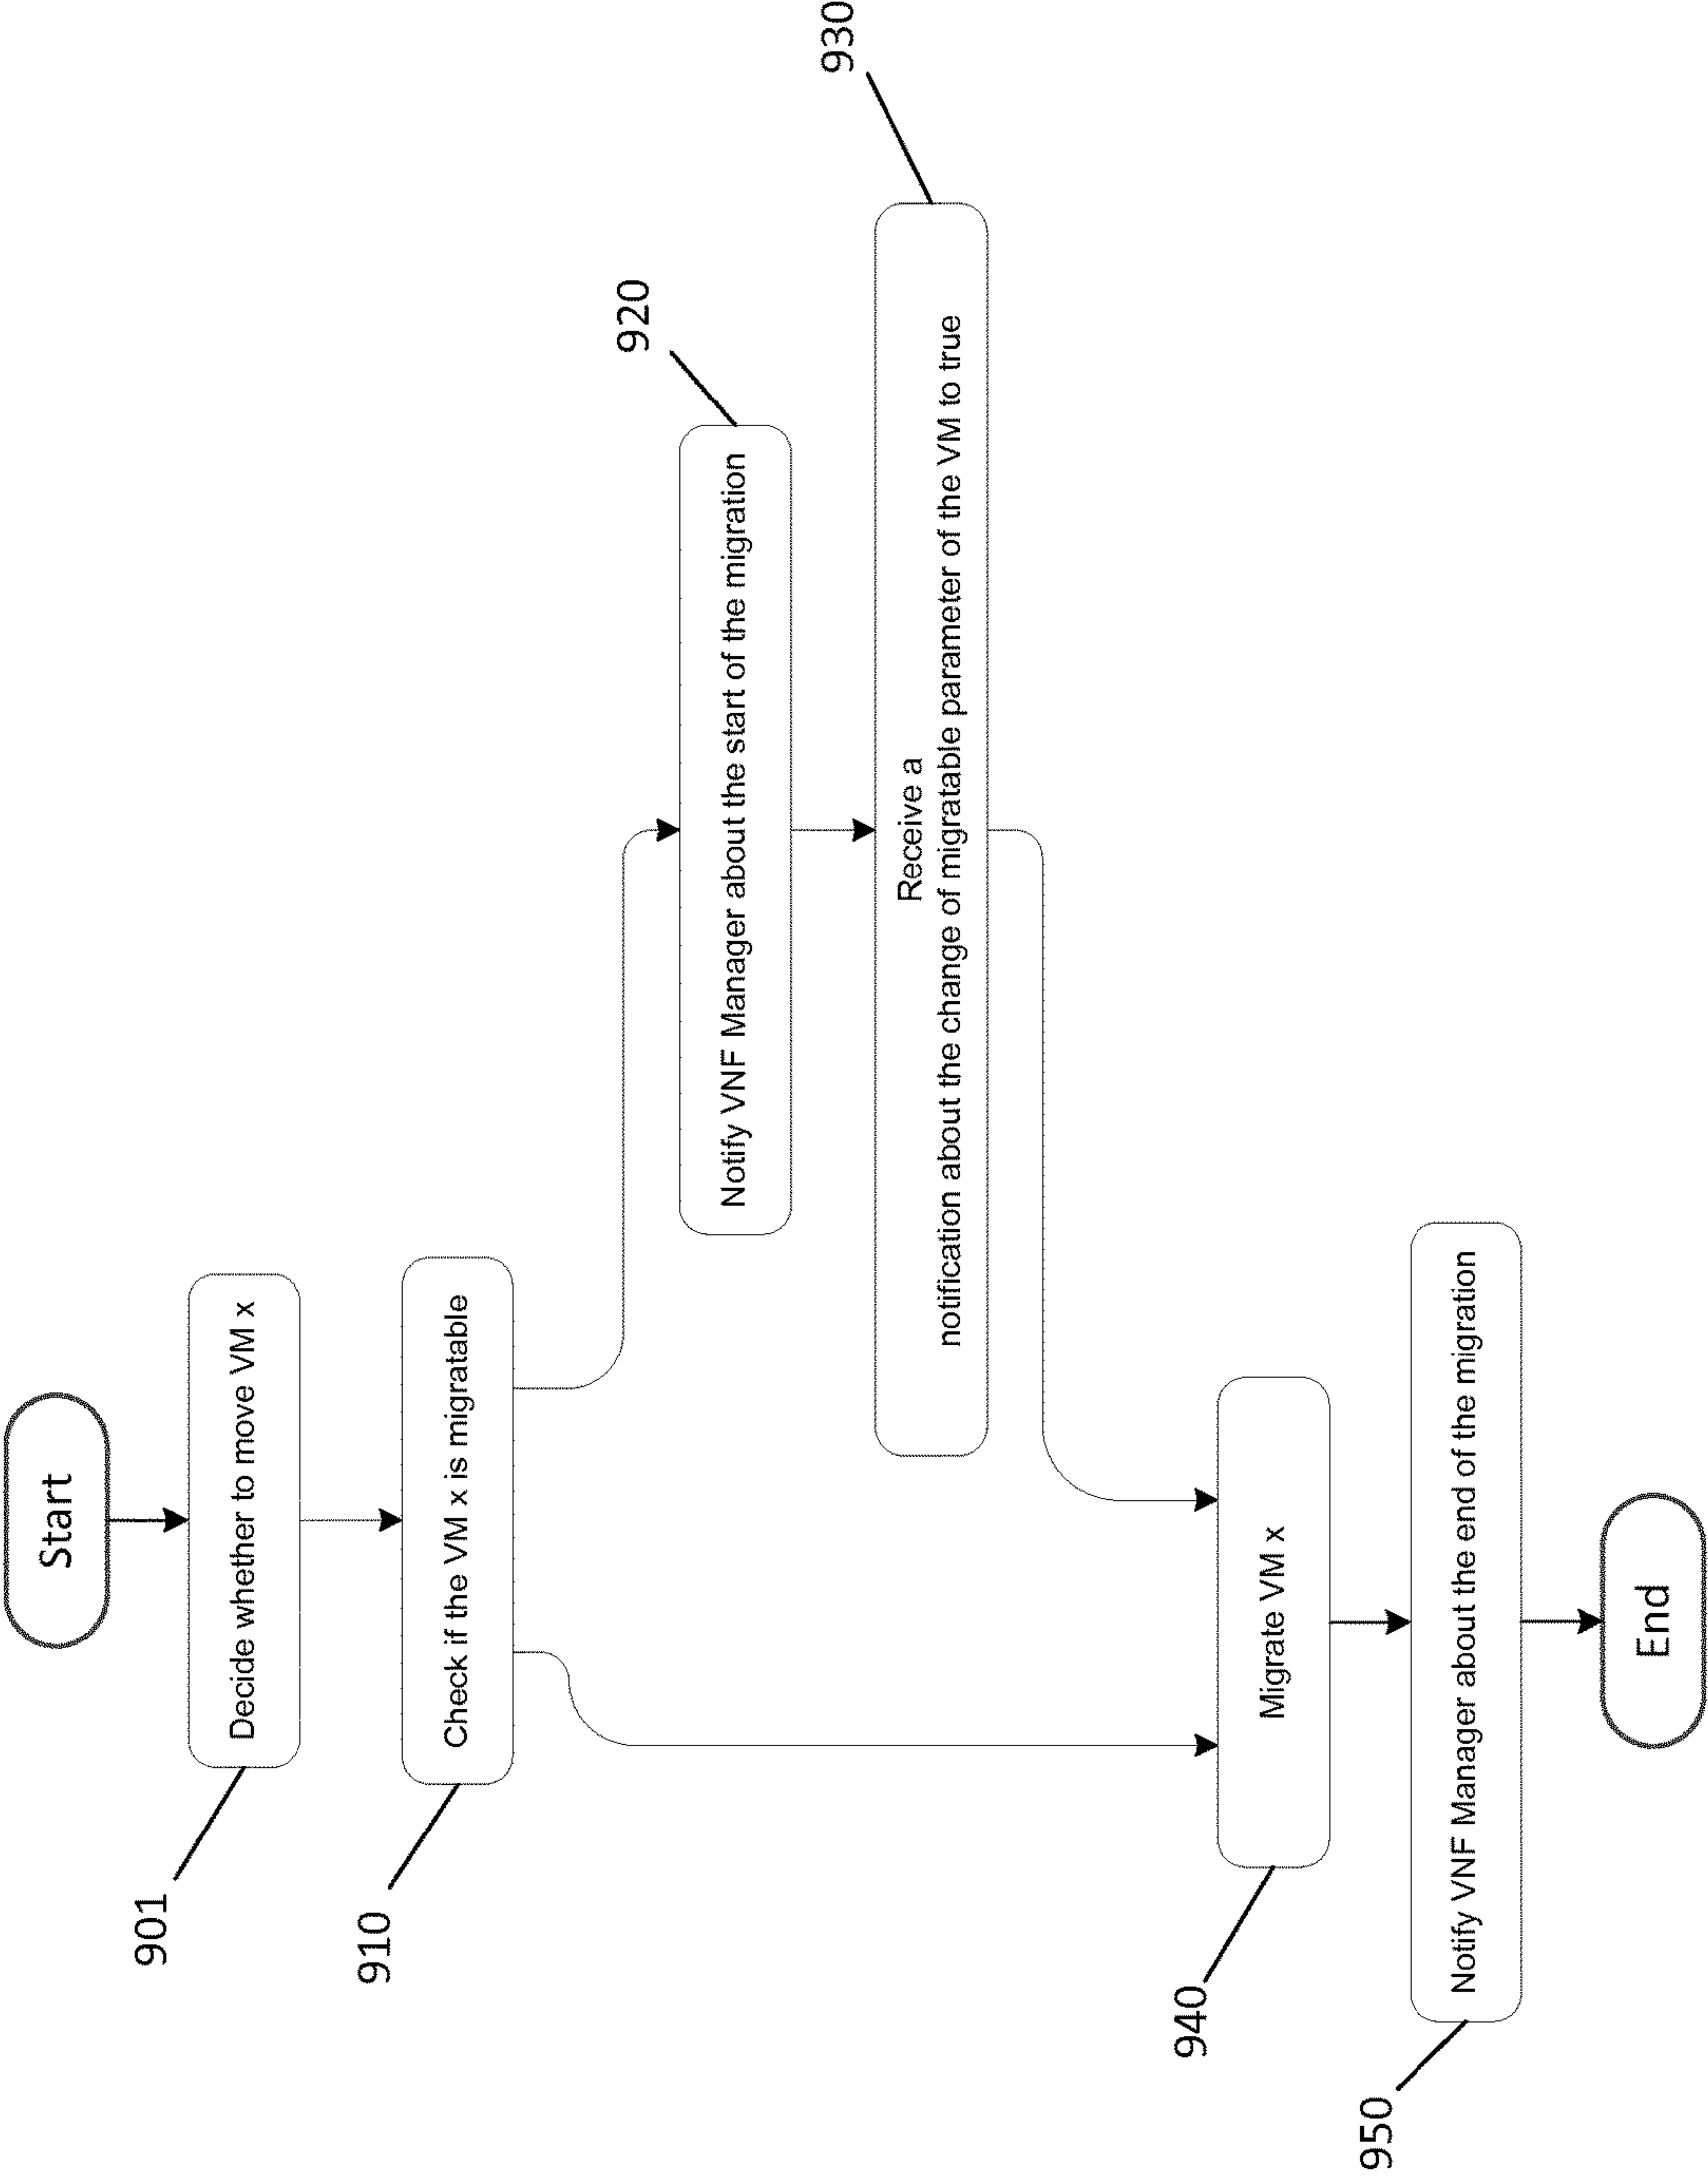 Start
901
Decide whether to move VM x
910
Check if the VM x is migratable
920
Notify VNF Manager about the start of the migration
930
Receive a
notification about the change of migratable parameter of the VM to true
940
Migrate VM x
950
Notify VNF Manager about the end of the migration
End